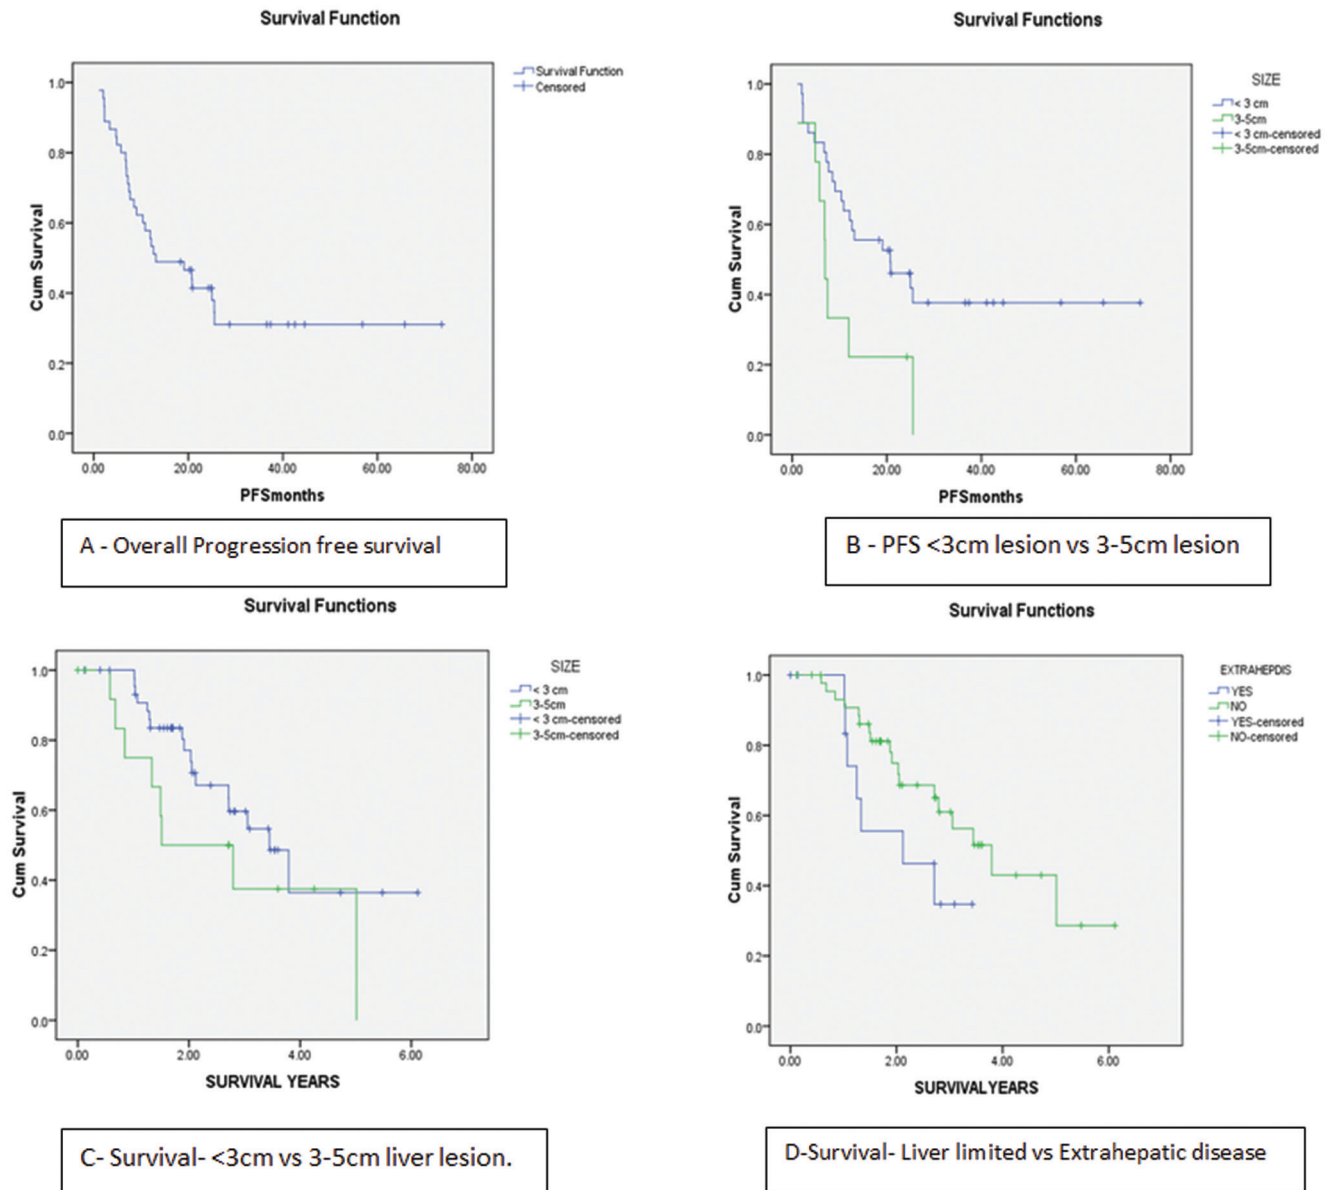 Survival Function
1.0
0.8
0.6
0.4
0.2
0.0
Cum Survival
0.00 20.00 40.00 60.00 80.00
PFSmonths
Survival Function
Censored
A - Overall Progression free survival
Survival Functions
1.0
0.8
0.6
0.4
0.2
0.0
Cum Survival
0.00 20.00 40.00 60.00 80.00
PFSmonths
SIZE
< 3 cm
3-5cm
< 3 cm-censored
3-5cm-censored
B - PFS <3cm lesion vs 3-5cm lesion
Survival Functions
1.0
0.8
0.6
0.4
0.2
0.0
Cum Survival
0.00 2.00 4.00 6.00
SURVIVAL YEARS
SIZE
< 3 cm
3-5cm
< 3 cm-censored
3-5cm-censored
C- Survival- <3cm vs 3-5cm liver lesion.
Survival Functions
1.0
0.8
0.6
0.4
0.2
0.0
Cum Survival
0.00 2.00 4.00 6.00
SURVIVALYEARS
EXTRAHEPDIS
YES
NO
YES-censored
NO-censored
D-Survival- Liver limited vs Extrahepatic disease